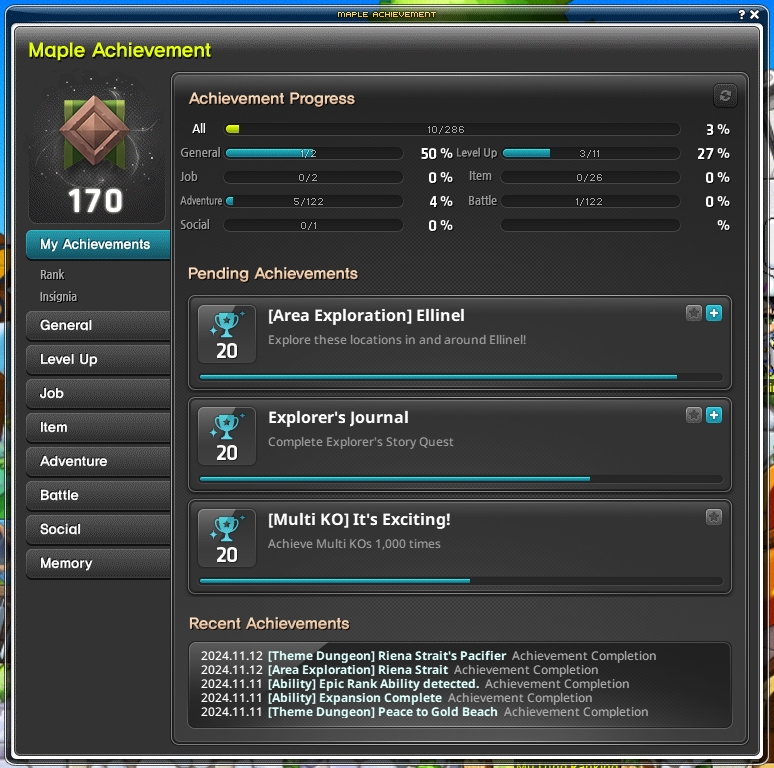 MAPLE ACHIEVEMENT
Maple Achievement
170
My Achievements
Rank
Insignia
General
Level Up
Job
Item
Adventure
Battle
Social
Memory
Achievement Progress
All 10/286 3 %
General 1/2 50 % Level Up 3/11 27 %
Job 0/2 0 % Item 0/26 0 %
Adventure 5/122 4 % Battle 1/122 0 %
Social 0/1 0 % %
Pending Achievements
[Area Exploration] Ellinel
Explore these locations in and around Ellinel!
20
Explorer's Journal
Complete Explorer's Story Quest
20
[Multi KO] It's Exciting!
Achieve Multi KOs 1,000 times
20
Recent Achievements
2024.11.12 [Theme Dungeon] Riena Strait's Pacifier Achievement Completion
2024.11.12 [Area Exploration] Riena Strait Achievement Completion
2024.11.11 [Ability] Epic Rank Ability detected. Achievement Completion
2024.11.11 [Ability] Expansion Complete Achievement Completion
2024.11.11 [Theme Dungeon] Peace to Gold Beach Achievement Completion